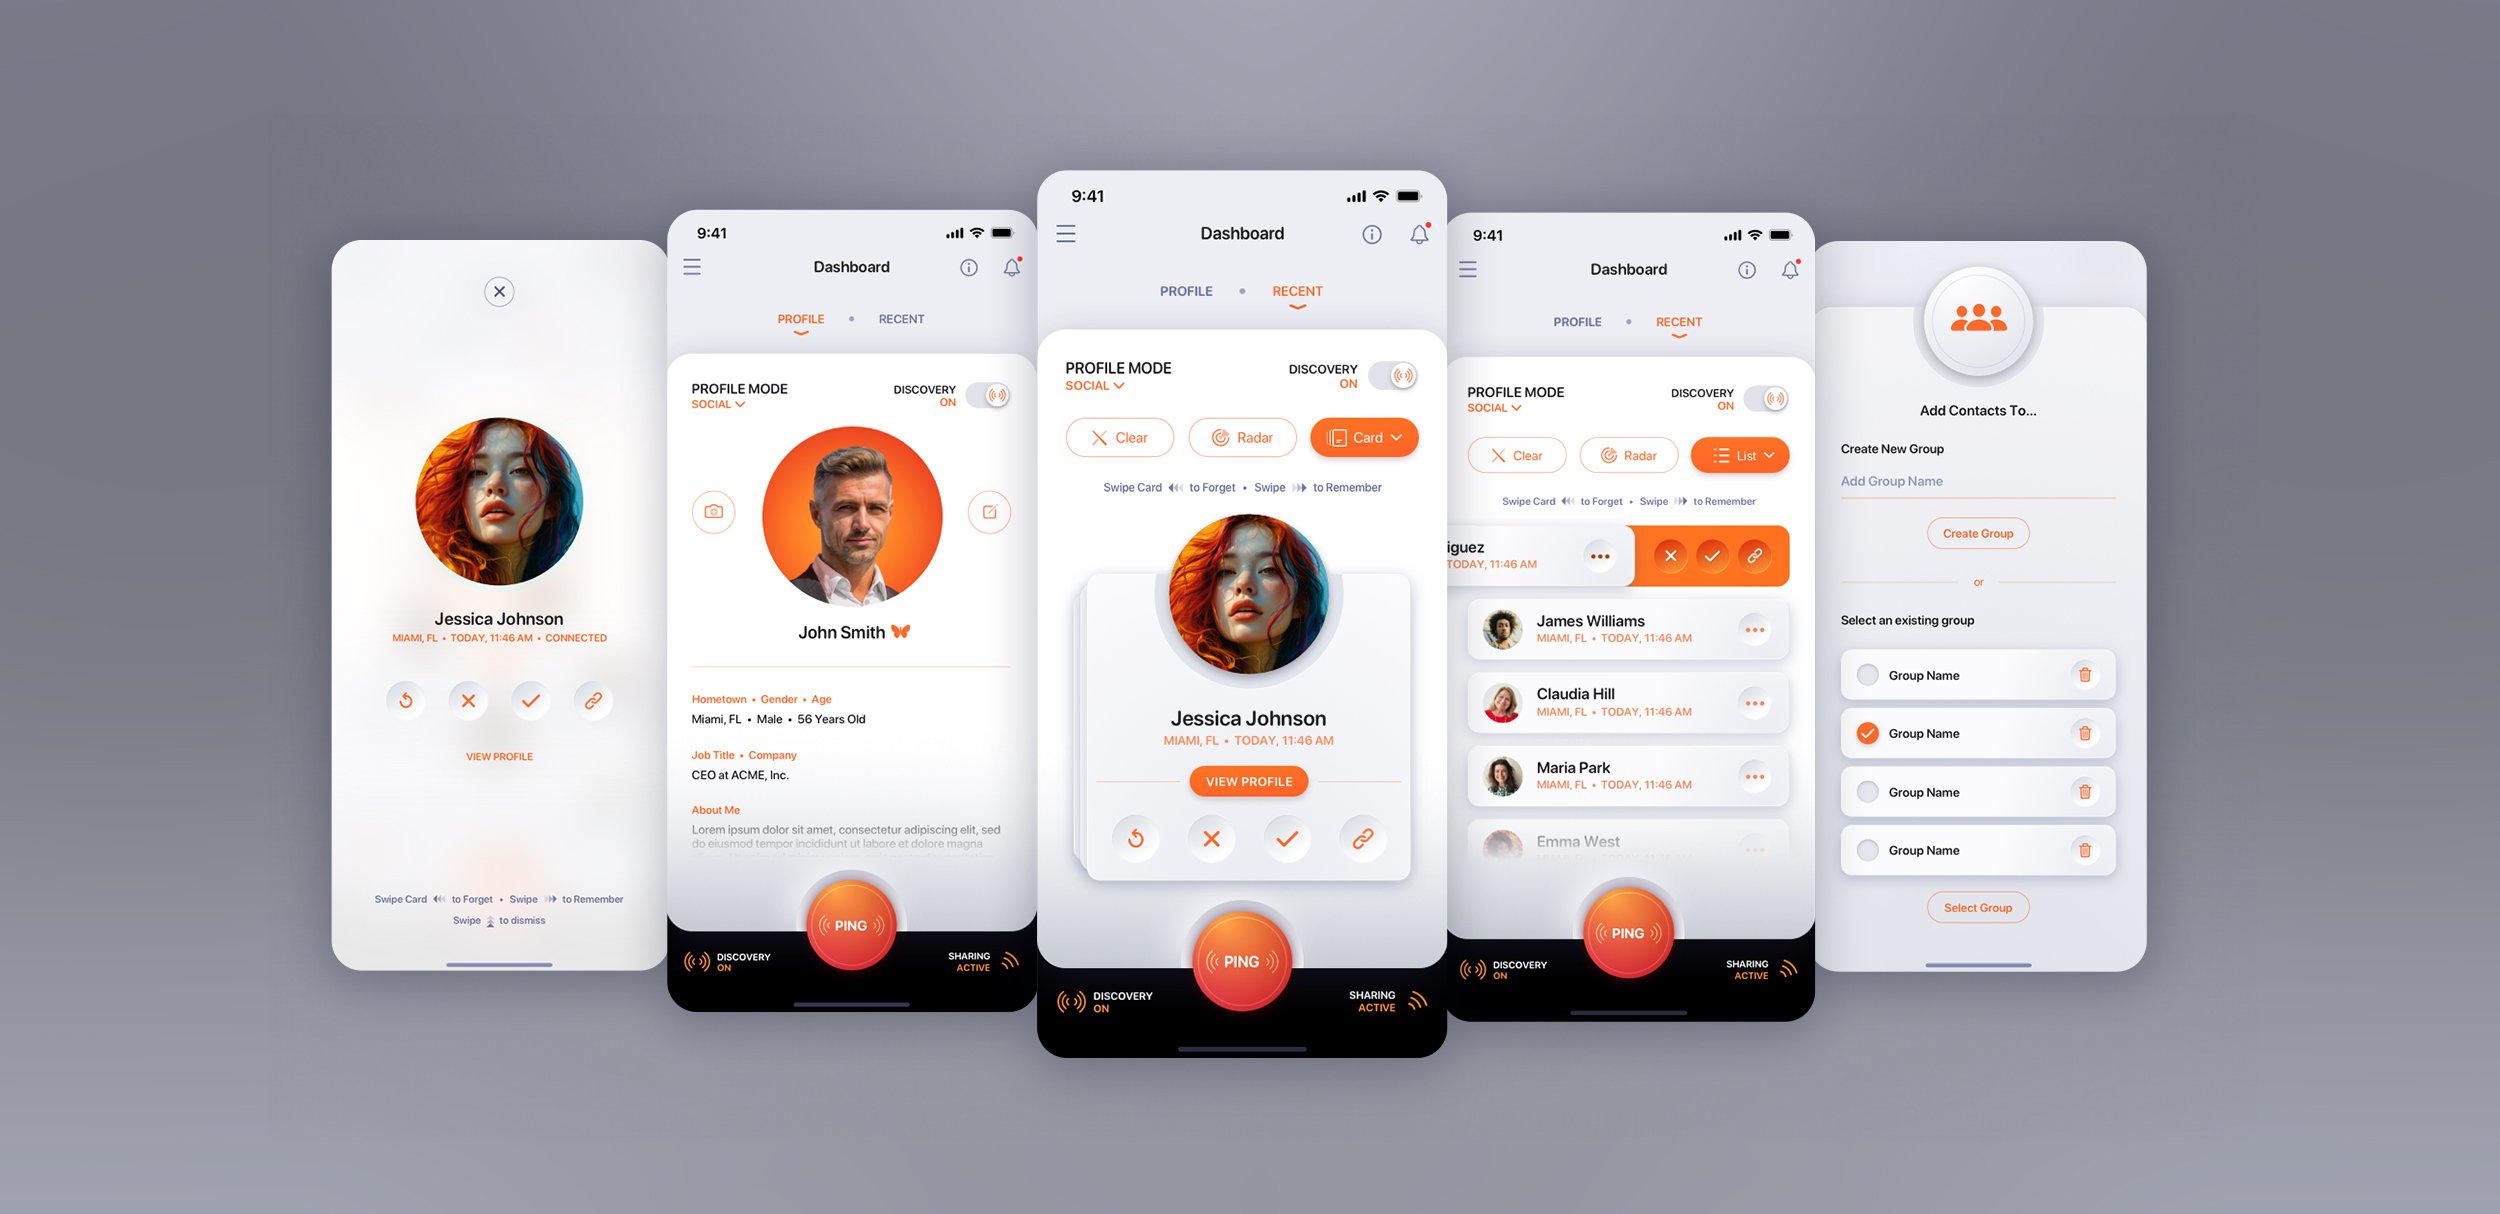 Jessica Johnson
MIAMI, FL • TODAY, 11:46 AM • CONNECTED
VIEW PROFILE
Swipe Card to Forget • Swipe to Remember
Swipe to dismiss
9:41
Dashboard
PROFILE • RECENT
PROFILE MODE
SOCIAL
DISCOVERY
ON
John Smith
Hometown • Gender • Age
Miami, FL • Male • 56 Years Old
Job Title • Company
CEO at ACME, Inc.
About Me
Lorem ipsum dolor sit amet, consectetur adipiscing elit, sed
do eiusmod tempor incididunt ut labore et dolore magna
PING
DISCOVERY
ON
SHARING
ACTIVE
9:41
Dashboard
PROFILE • RECENT
PROFILE MODE
SOCIAL
DISCOVERY
ON
Clear
Radar
Card
Swipe Card to Forget • Swipe to Remember
Jessica Johnson
MIAMI, FL • TODAY, 11:46 AM
VIEW PROFILE
PING
DISCOVERY
ON
SHARING
ACTIVE
9:41
Dashboard
PROFILE • RECENT
PROFILE MODE
SOCIAL
DISCOVERY
ON
Clear
Radar
List
Swipe Card to Forget • Swipe to Remember
iguez
TODAY, 11:46 AM
James Williams
MIAMI, FL • TODAY, 11:46 AM
Claudia Hill
MIAMI, FL • TODAY, 11:46 AM
Maria Park
MIAMI, FL • TODAY, 11:46 AM
Emma West
PING
DISCOVERY
ON
SHARING
ACTIVE
Add Contacts To...
Create New Group
Add Group Name
Create Group
or
Select an existing group
Group Name
Group Name
Group Name
Group Name
Select Group